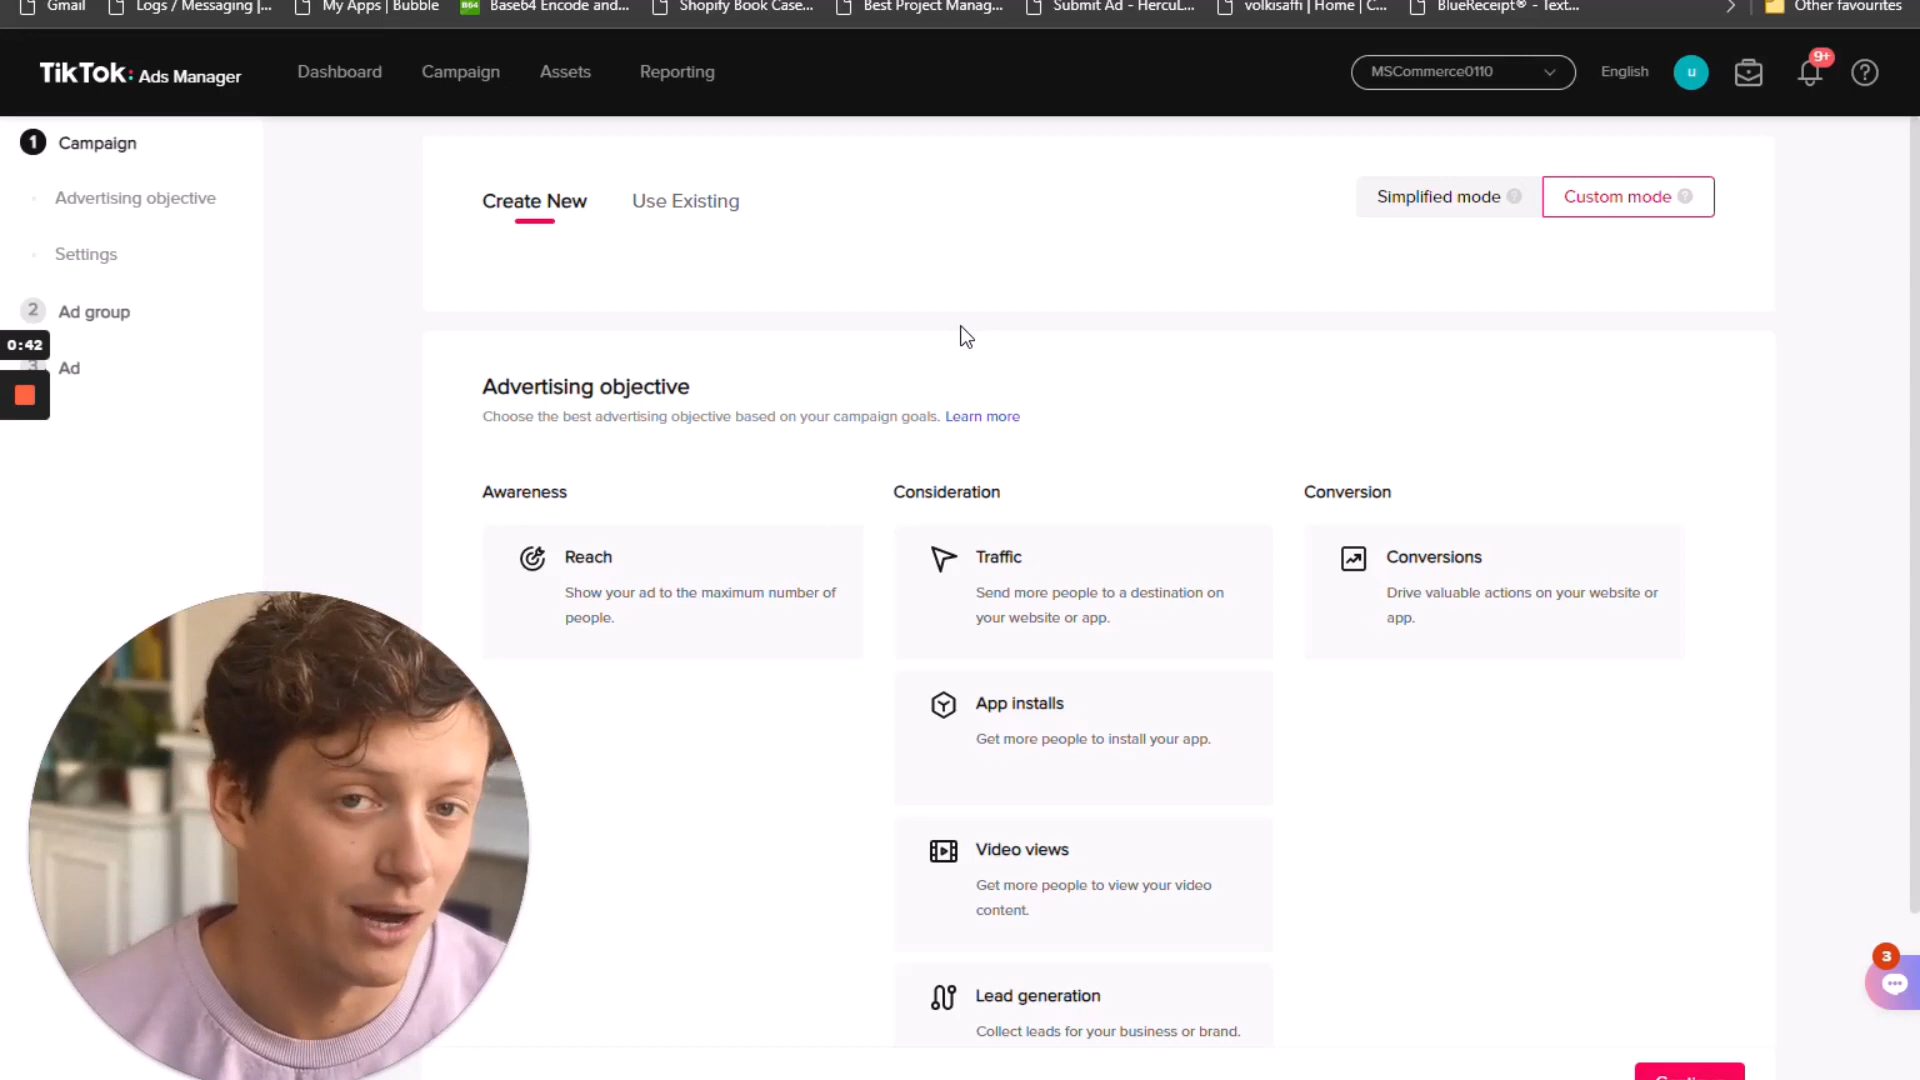 Gmail
Logs / Messaging |...
My Apps | Bubble
B64
Base64 Encode and...
Shopify Book Case...
Best Project Manag...
Submit Ad - HercuL...
volkisaffi | Home | C...
BlueReceipt® - Text...
Other favourites
TikTok: Ads Manager
Dashboard
Campaign
Assets
Reporting
MSCommerce0110
English
u
9+
1 Campaign
Advertising objective
Settings
2 Ad group
0:42
3 Ad
Create New
Use Existing
Simplified mode
Custom mode
Advertising objective
Choose the best advertising objective based on your campaign goals. Learn more
Awareness
Consideration
Conversion
Reach
Show your ad to the maximum number of
people.
Traffic
Send more people to a destination on
your website or app.
Conversions
Drive valuable actions on your website or
app.
App installs
Get more people to install your app.
Video views
Get more people to view your video
content.
Lead generation
Collect leads for your business or brand.
3